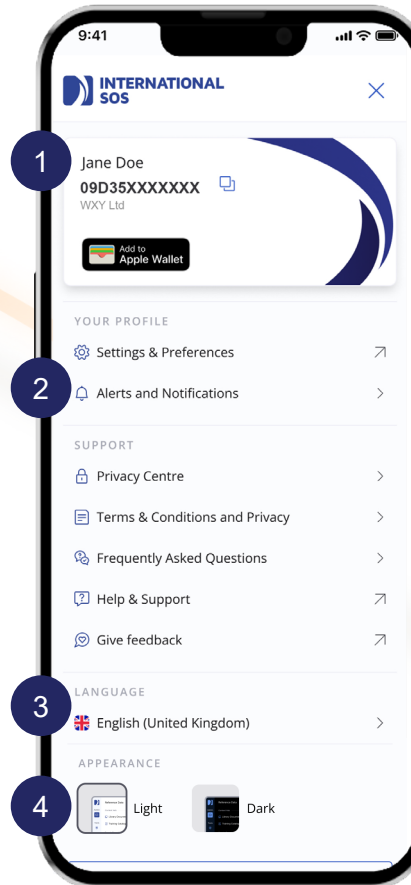 9:41
INTERNATIONAL
SOS
1
Jane Doe
09D35XXXXXXX
WXY Ltd
Add to
Apple Wallet
YOUR PROFILE
Settings & Preferences
2
Alerts and Notifications
SUPPORT
Privacy Centre
Terms & Conditions and Privacy
Frequently Asked Questions
Help & Support
Give feedback
LANGUAGE
3
English (United Kingdom)
APPEARANCE
4
Light
Dark